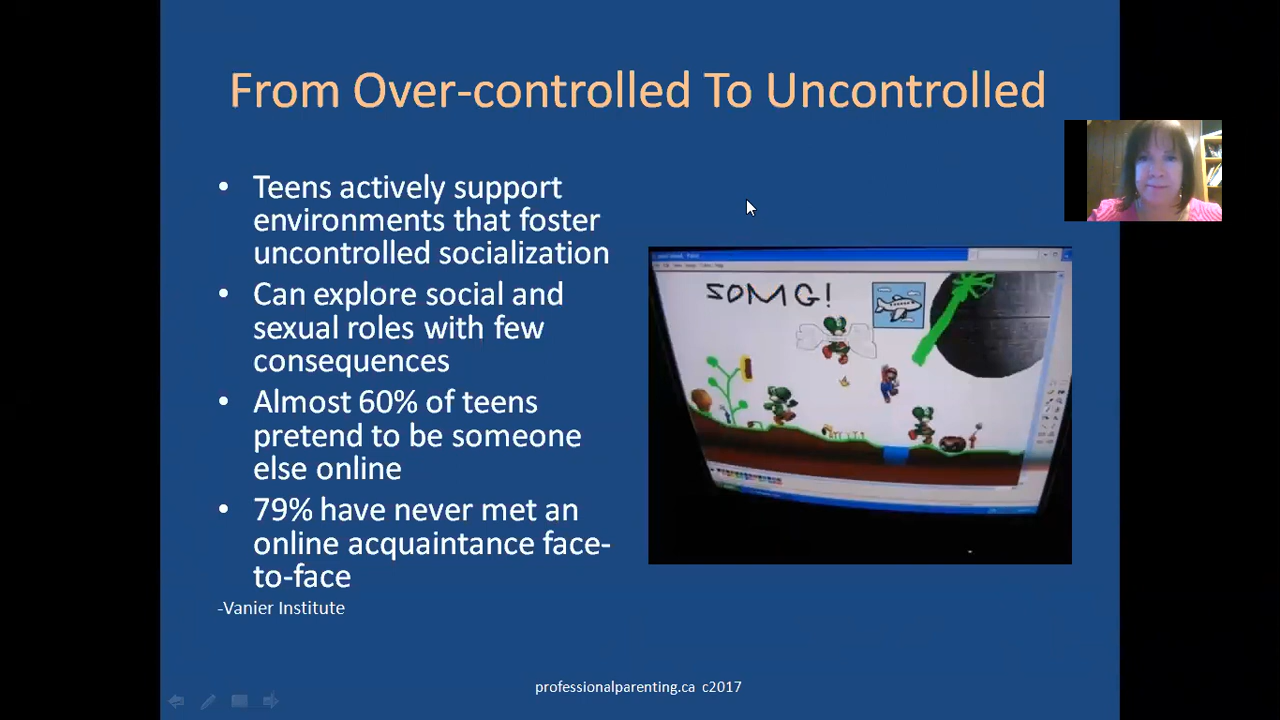 From Over-controlled To Uncontrolled
• Teens actively support
environments that foster
uncontrolled socialization
• Can explore social and
sexual roles with few
consequences
• Almost 60% of teens
pretend to be someone
else online
• 79% have never met an
online acquaintance face-
to-face
-Vanier Institute
ZOMG!
professionalparenting.ca c2017